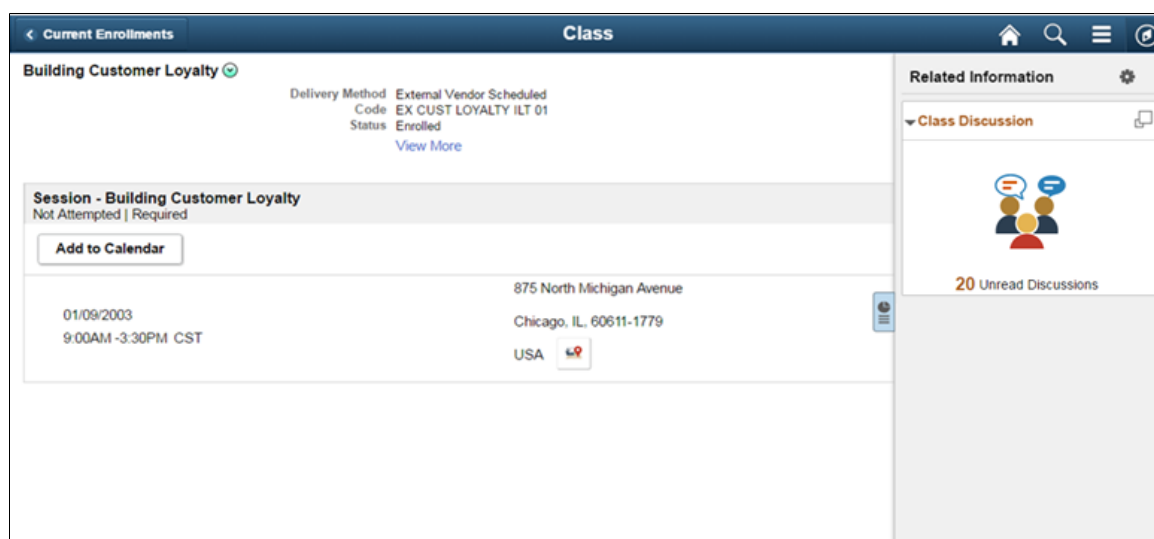 Current Enrollments
Class
Building Customer Loyalty
Delivery Method External Vendor Scheduled
Code EX CUST LOYALTY ILT 01
Status Enrolled
View More
Session - Building Customer Loyalty
Not Attempted | Required
Add to Calendar
01/09/2003
9:00AM -3:30PM CST
875 North Michigan Avenue
Chicago, IL, 60611-1779
USA
Related Information
Class Discussion
20 Unread Discussions